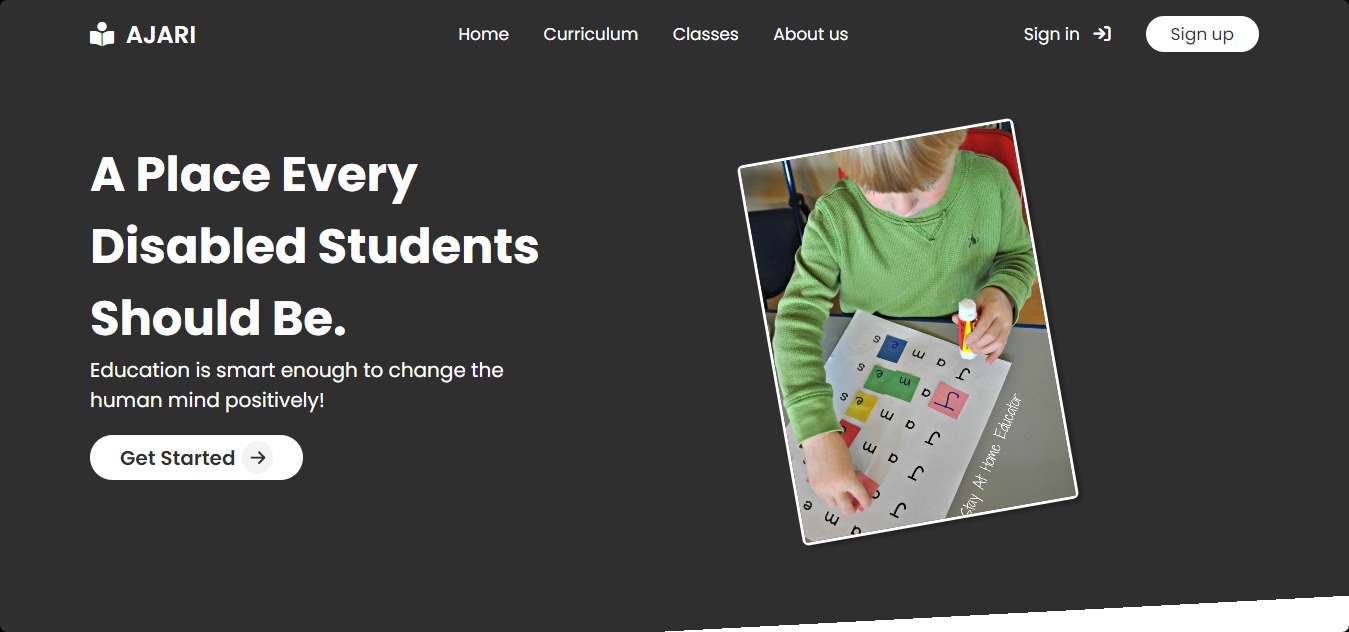 AJARI
Home Curriculum Classes About us
Sign in
Sign up
A Place Every
Disabled Students
Should Be.
Education is smart enough to change the
human mind positively!
Get Started
J a m e s
J a m e s
J a m e s
J a m
J a m
J a m e
Stay At Home Educator